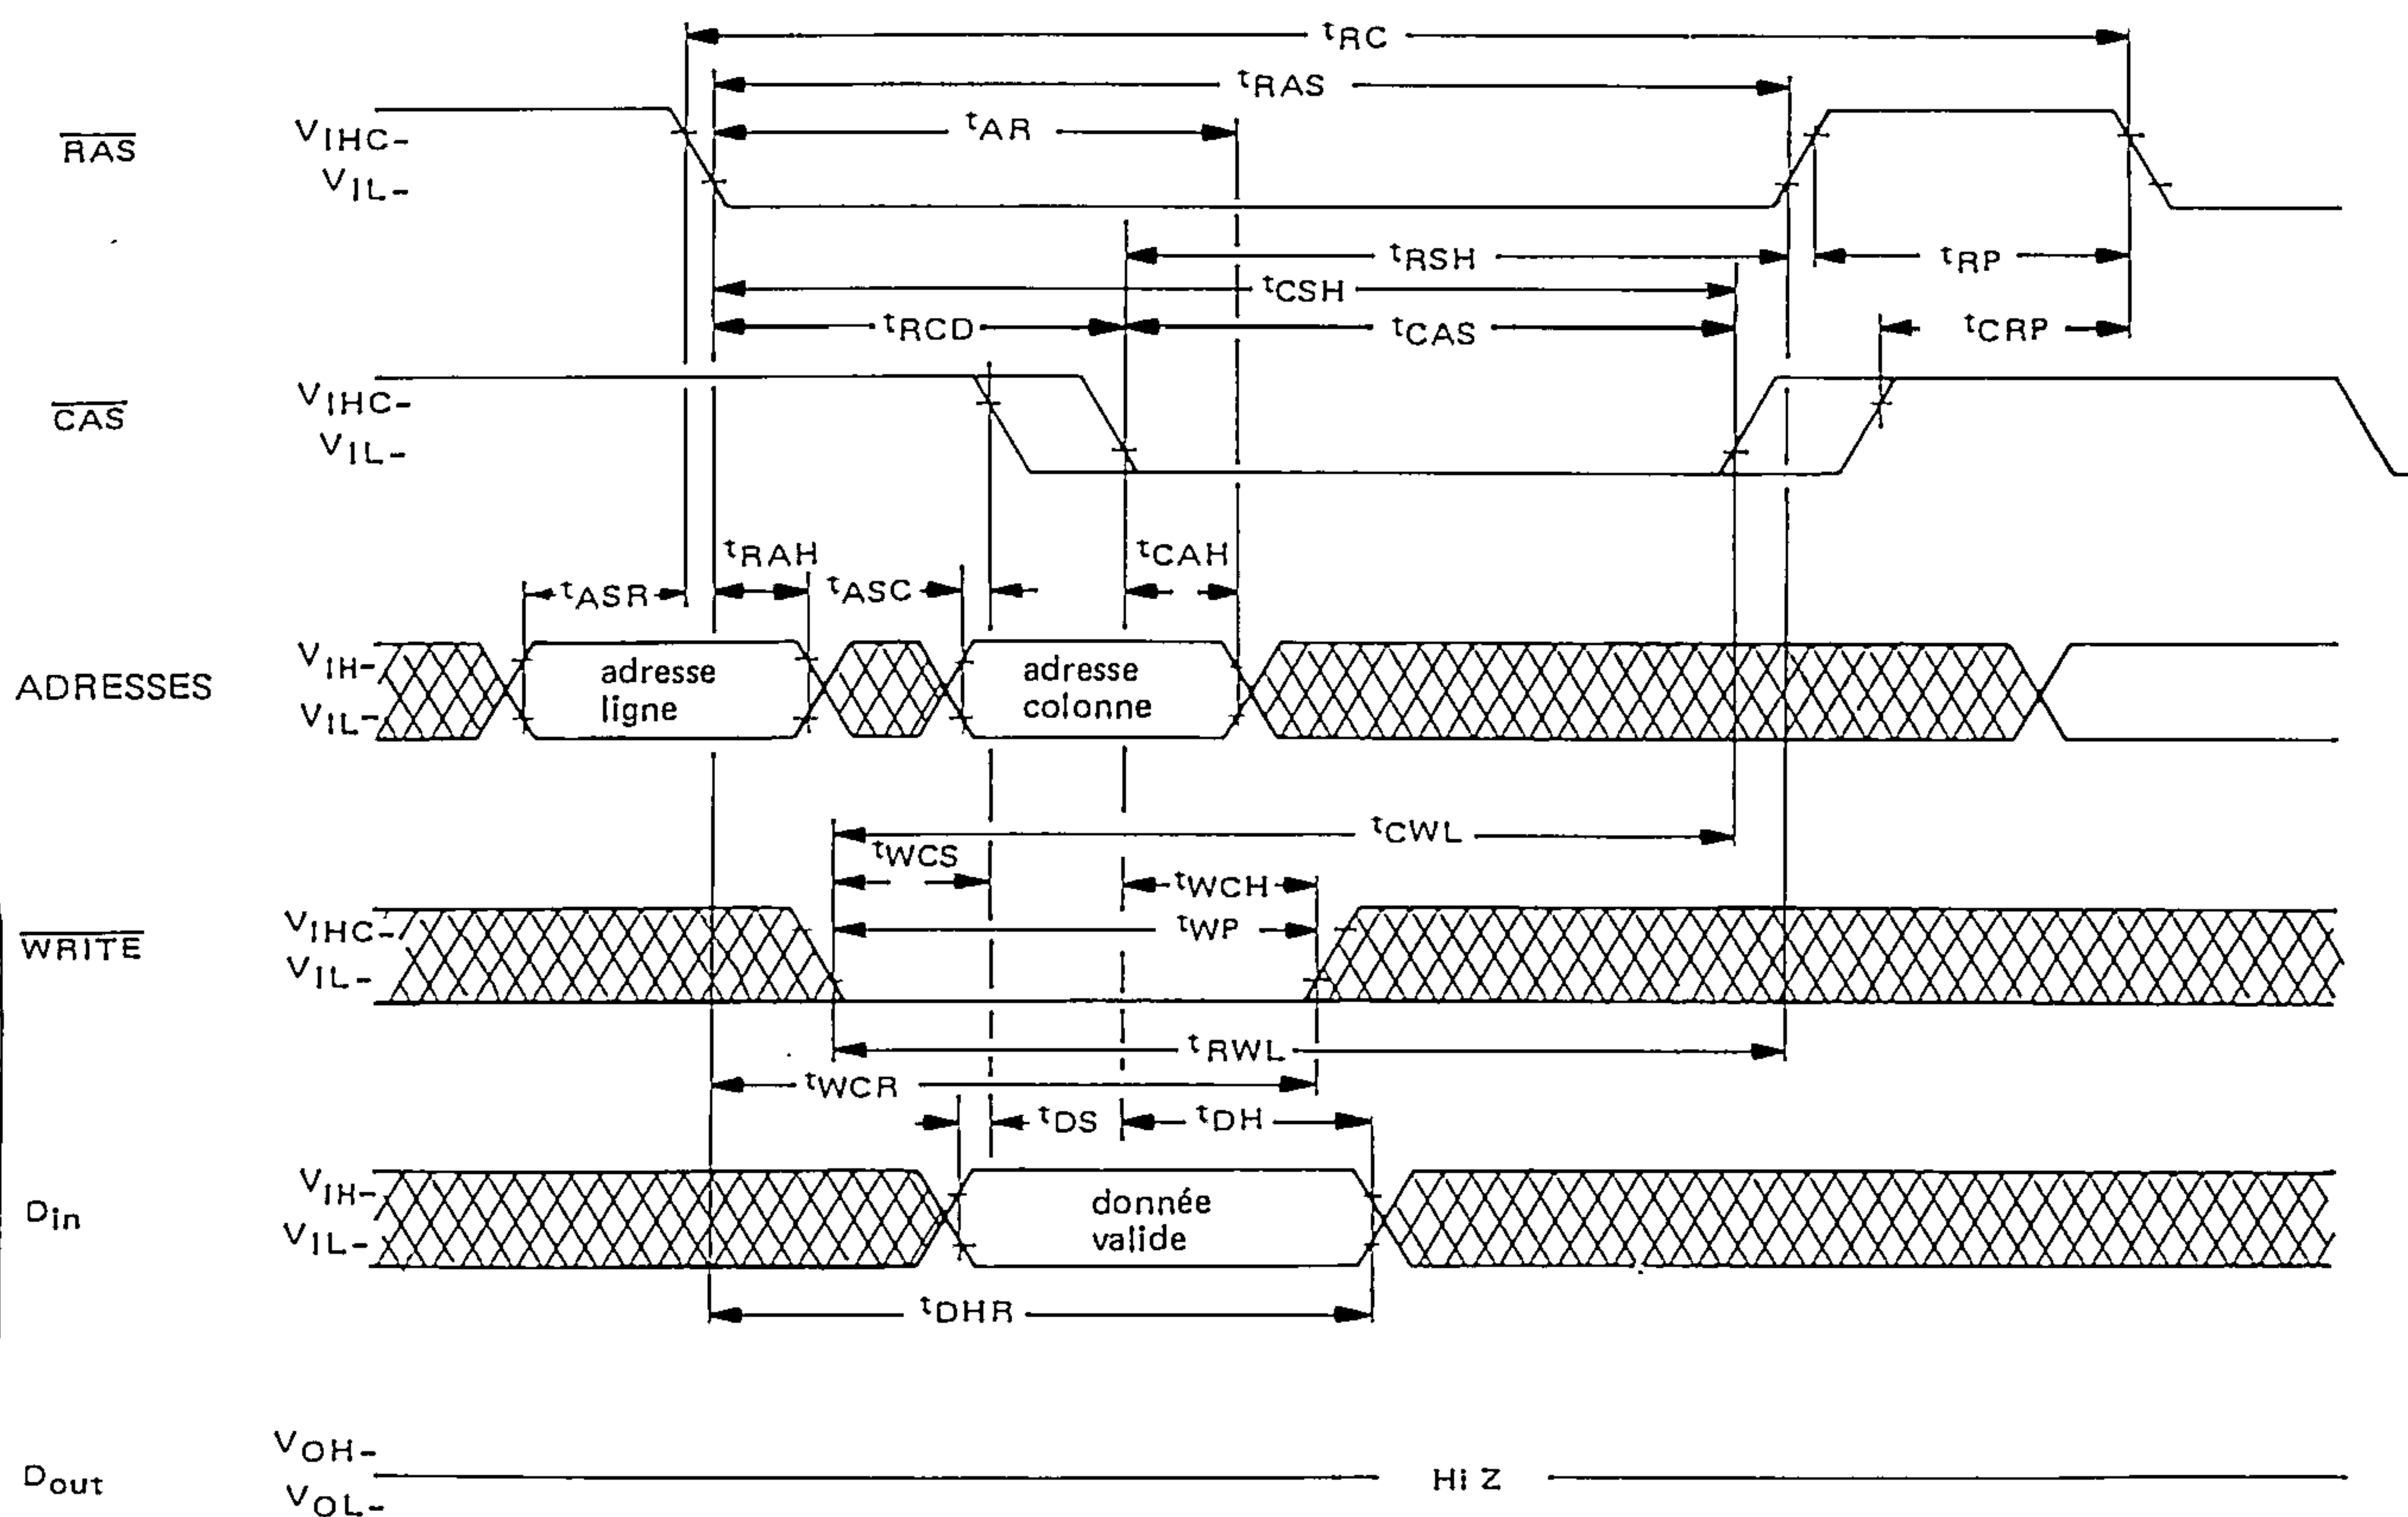 tRC
tRAS
tAR
RAS
VIHC-
VIL-
tRSH
tRP
tCSH
tRCD
tCAS
tCRP
CAS
VIHC-
VIL-
tRAH
tCAH
tASR
tASC
ADRESSES
VIH-
VIL-
adresse
ligne
adresse
colonne
tCWL
tWCS
tWCH
WRITE
VIHC-
VIL-
tWP
tRWL
tWCR
tDS
tDH
Din
VIH-
VIL-
donnée
valide
tDHR
Dout
VOH-
VOL-
Hi Z